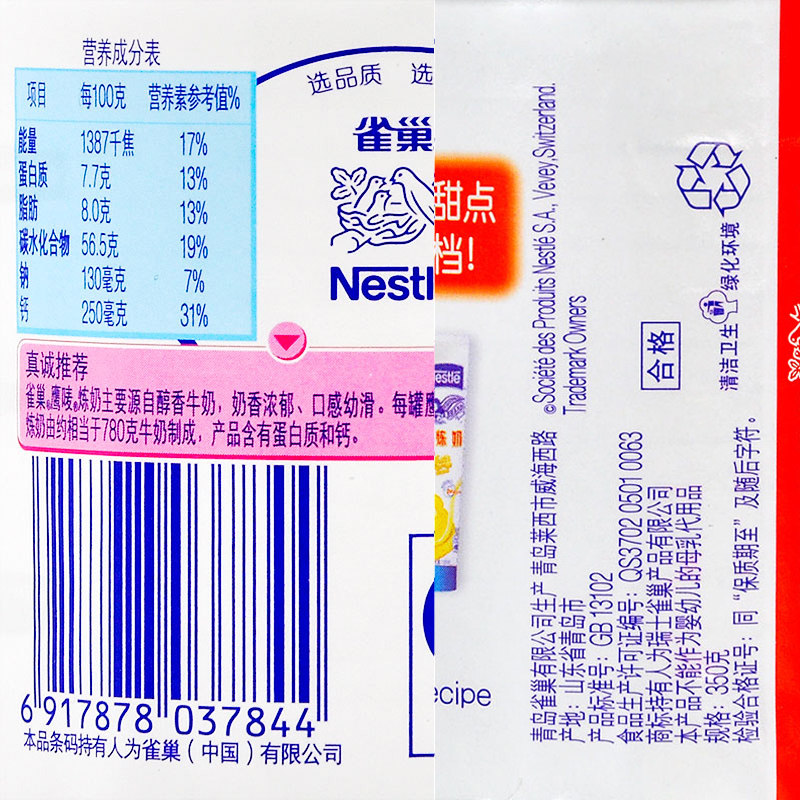 营养成分表
项目 每100克 营养素参考值%
能量 1387千焦 17%
蛋白质 7.7克 13%
脂肪 8.0克 13%
碳水化合物 56.5克 19%
钠 130毫克 7%
钙 250毫克 31%
选品质 选
雀巢
Nestl
真诚推荐
雀巢®鹰唛®炼奶主要源自醇香牛奶，奶香浓郁、口感幼滑。每罐鹰
炼奶由约相当于780克牛奶制成，产品含有蛋白质和钙。
6 917878 037844
本品条码持有人为雀巢（中国）有限公司
甜点
档!
Nestlé
炼奶
ecipe
©Société des Produits Nestlé S.A., Vevey, Switzerland.
Trademark Owners
青岛雀巢有限公司生产 青岛莱西市威海西路
产地：山东省青岛市
产品标准号：GB 13102
食品生产许可证编号：QS3702 0501 0063
商标持有人为瑞士雀巢产品有限公司
本产品不能作为婴幼儿的母乳代用品
规格：350克
检验合格证号：同“保质期至”及随后字符。
合格
清洁卫生 绿化环境